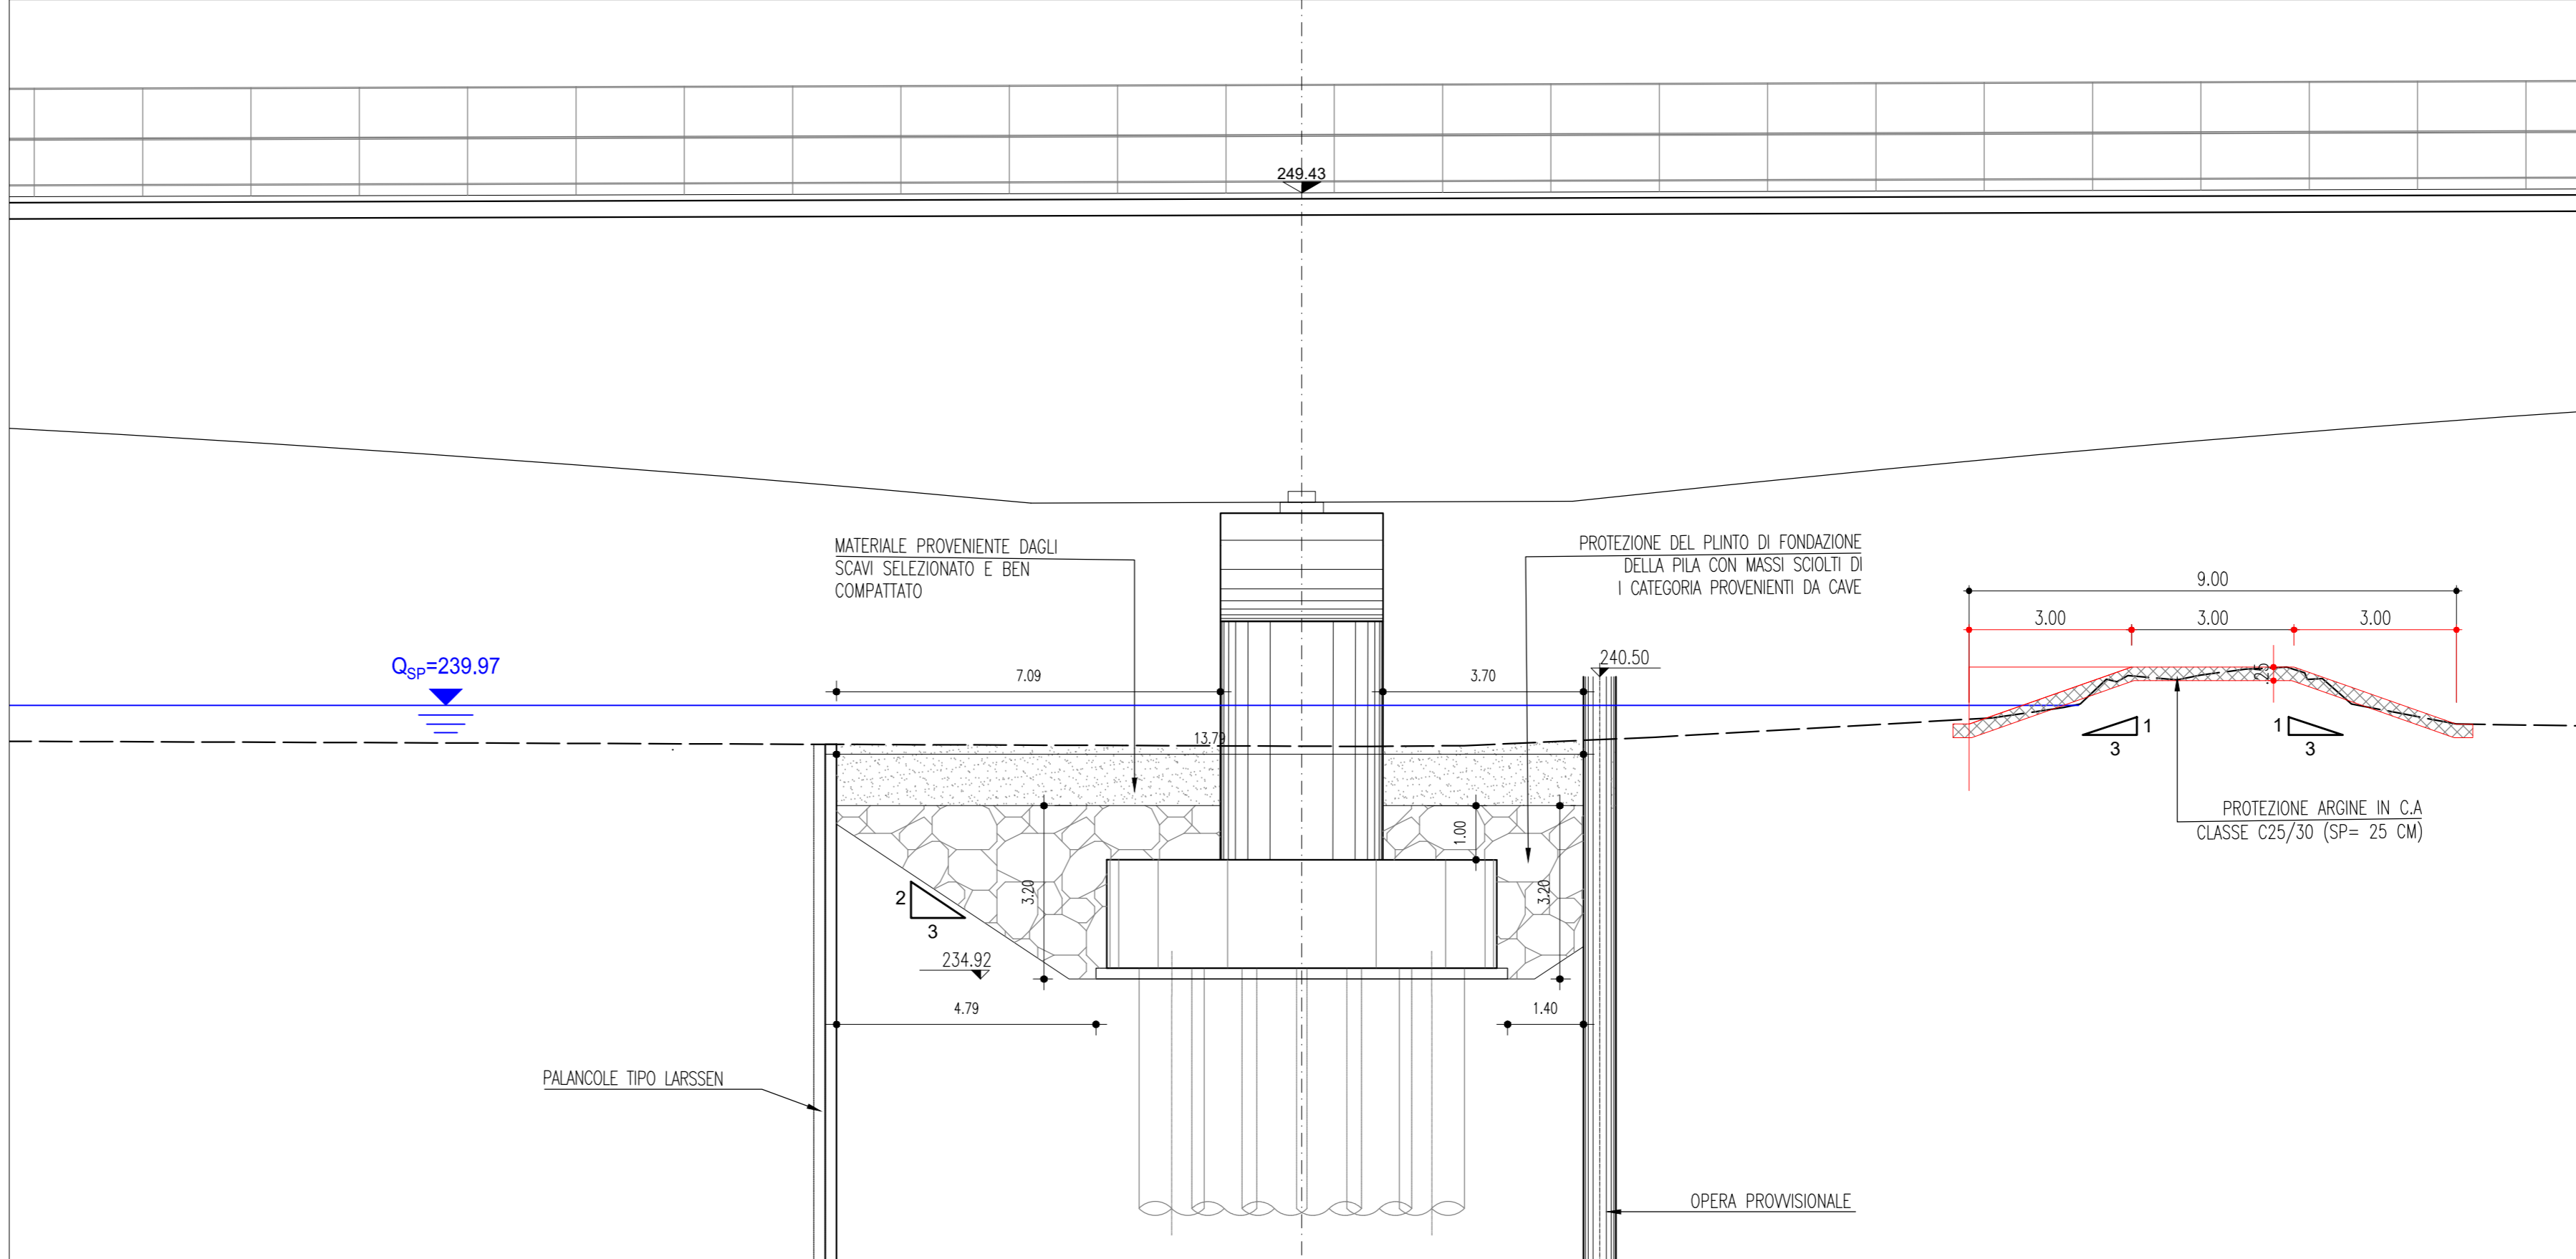 249.43
MATERIALE PROVENIENTE DAGLI
SCAVI SELEZIONATO E BEN
COMPATTATO
PROTEZIONE DEL PLINTO DI FONDAZIONE
DELLA PILA CON MASSI SCIOLTI DI
I CATEGORIA PROVENIENTI DA CAVE
9.00
3.00 3.00 3.00
QSP=239.97
7.09
3.70
240.50
.25
13.79
1
3
1
3
PROTEZIONE ARGINE IN C.A
CLASSE C25/30 (SP= 25 CM)
1.00
3.20
3.20
2
3
234.92
4.79
1.40
PALANCOLE TIPO LARSSEN
OPERA PROVVISIONALE